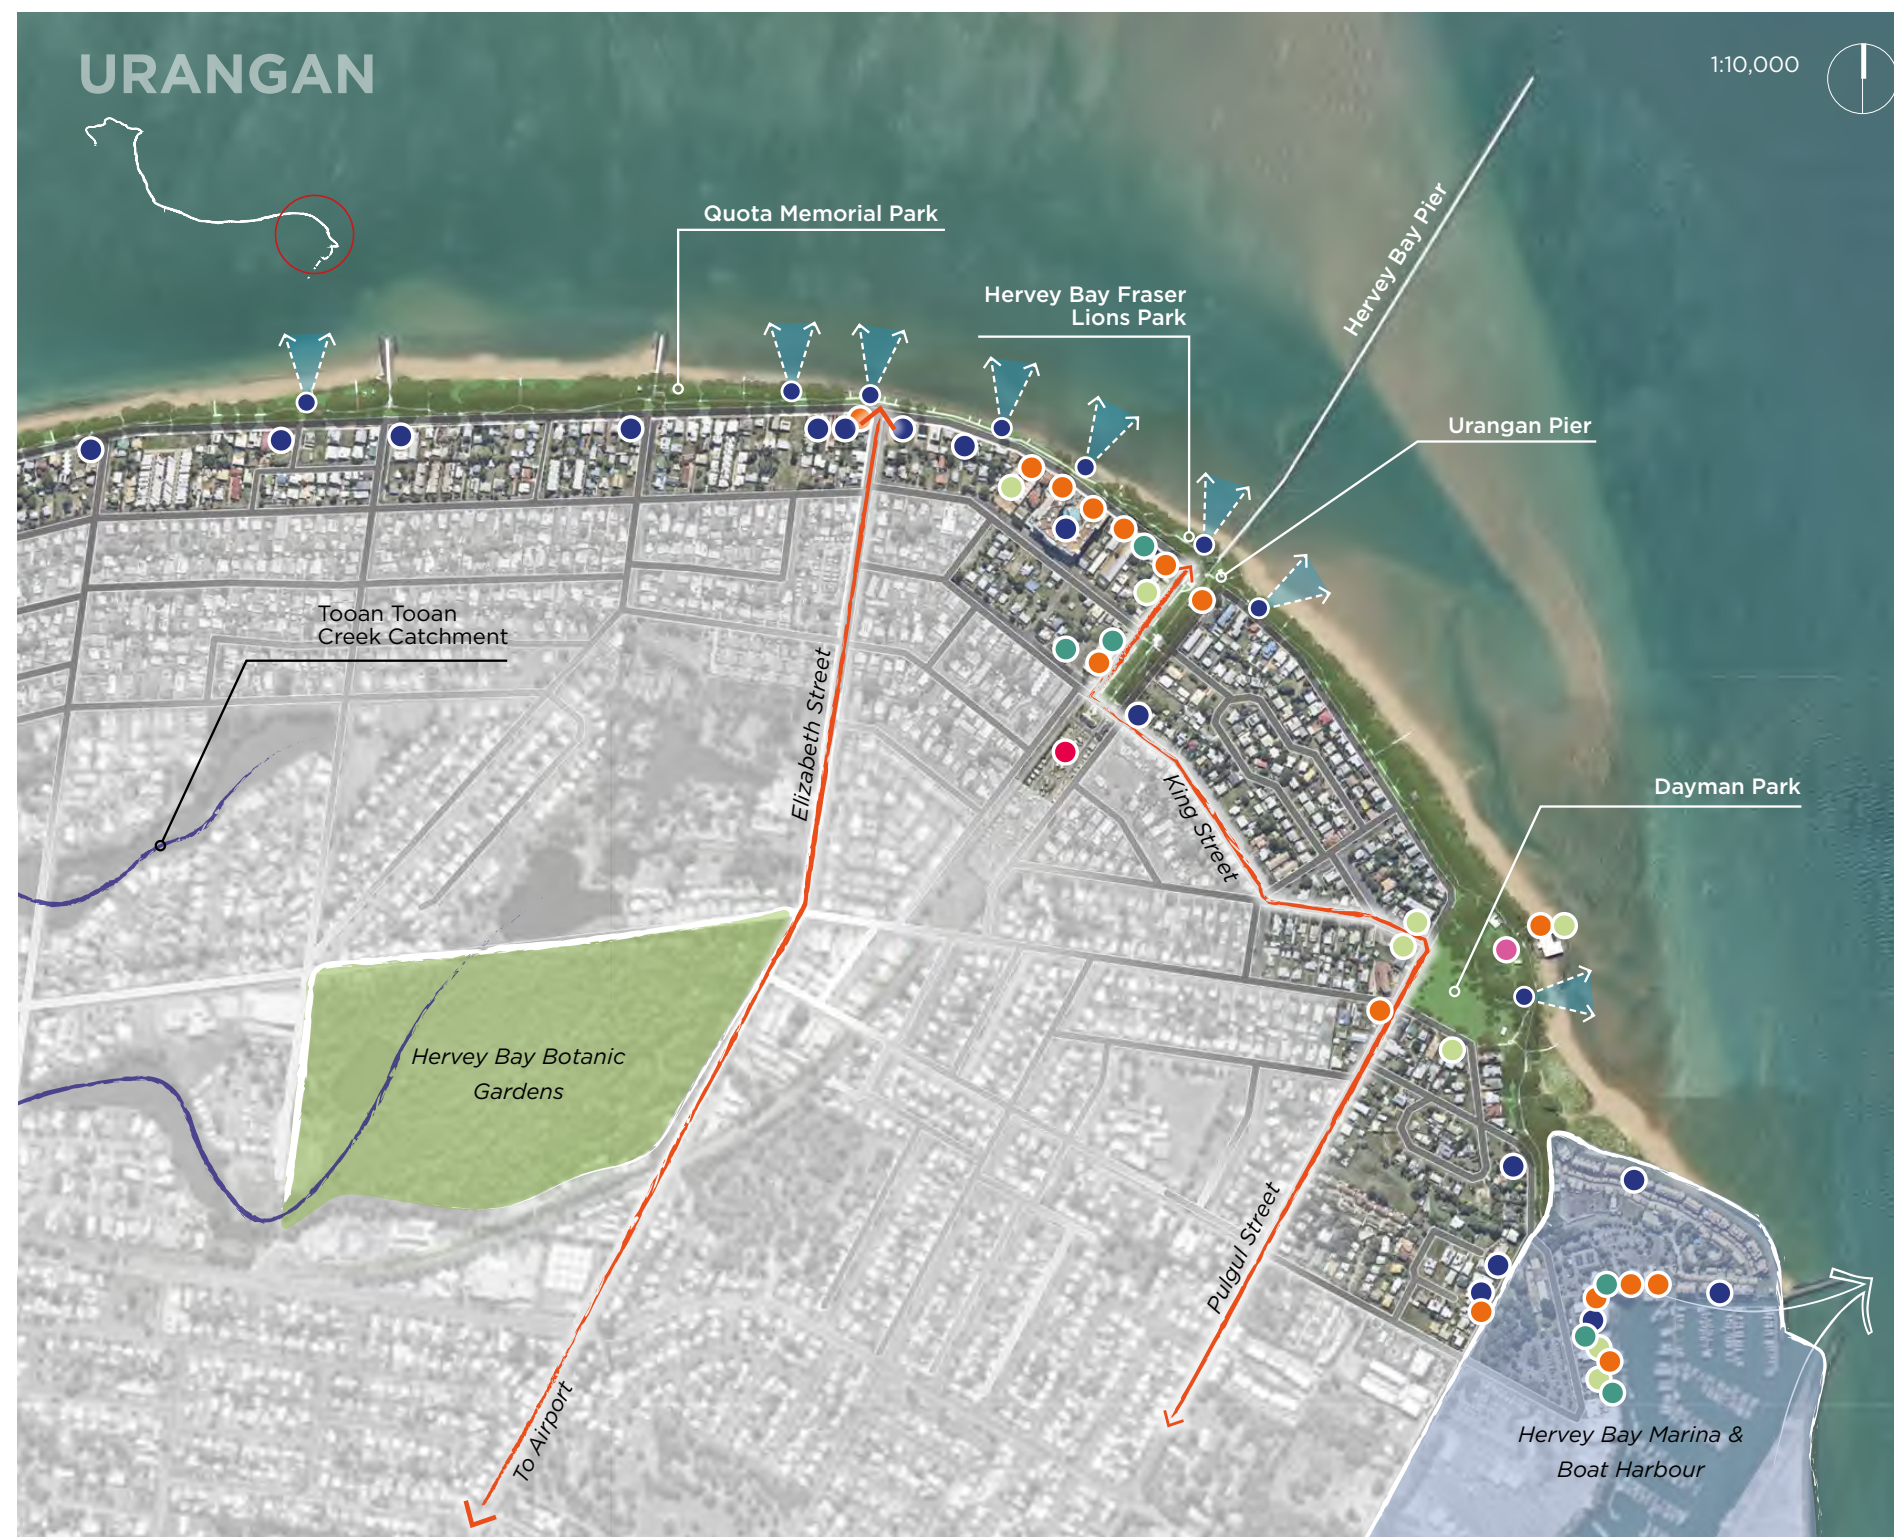 URANGAN
1:10,000
Quota Memorial Park
Hervey Bay Fraser
Lions Park
Hervey Bay Pier
Urangan Pier
Tooan Tooan
Creek Catchment
Elizabeth Street
King Street
Dayman Park
Hervey Bay Botanic
Gardens
Pulgul Street
To Airport
Hervey Bay Marina &
Boat Harbour